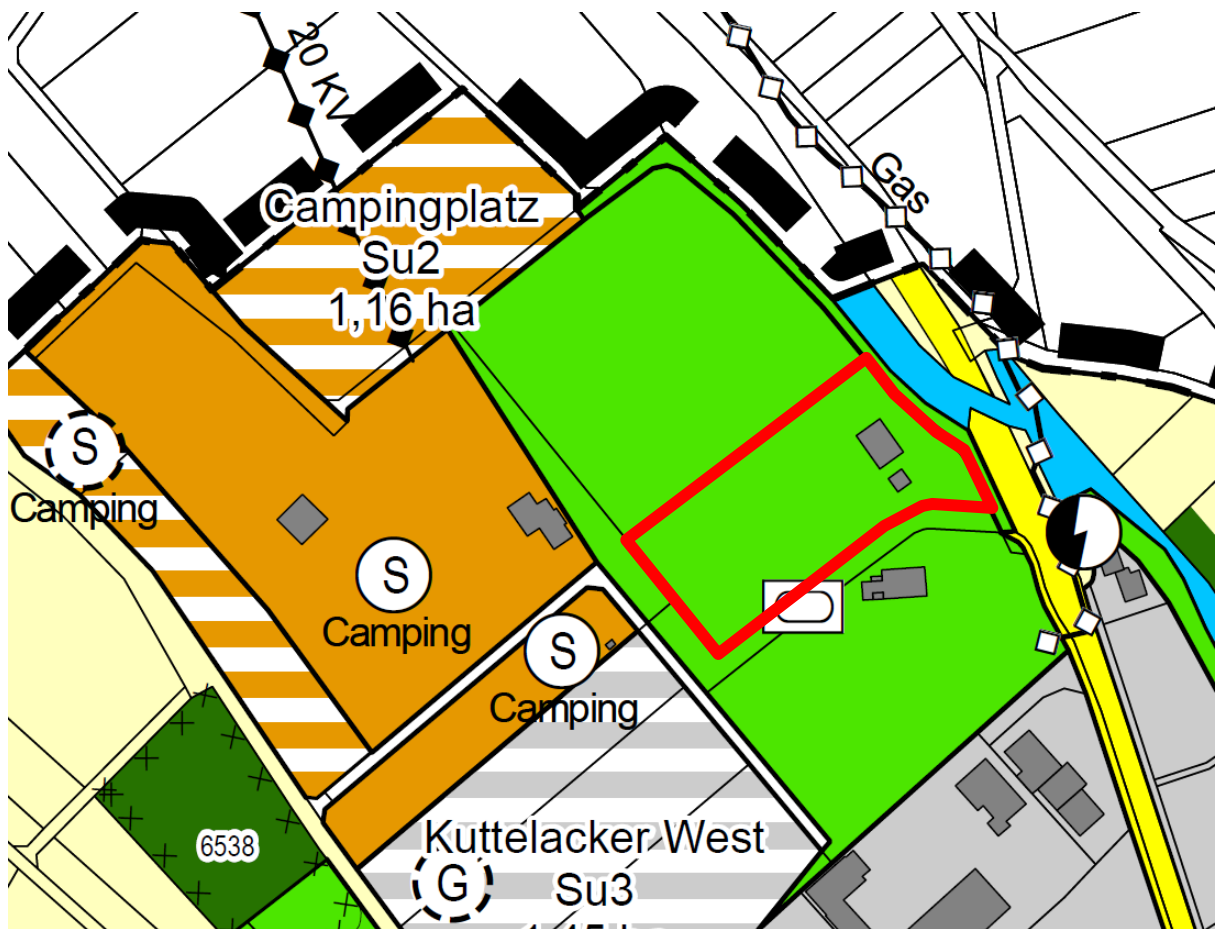 20 KV
Gas
Campingplatz
Su2
1,16 ha
S
Camping
S
Camping
S
Camping
6538
Kuttelacker West
Su3
G